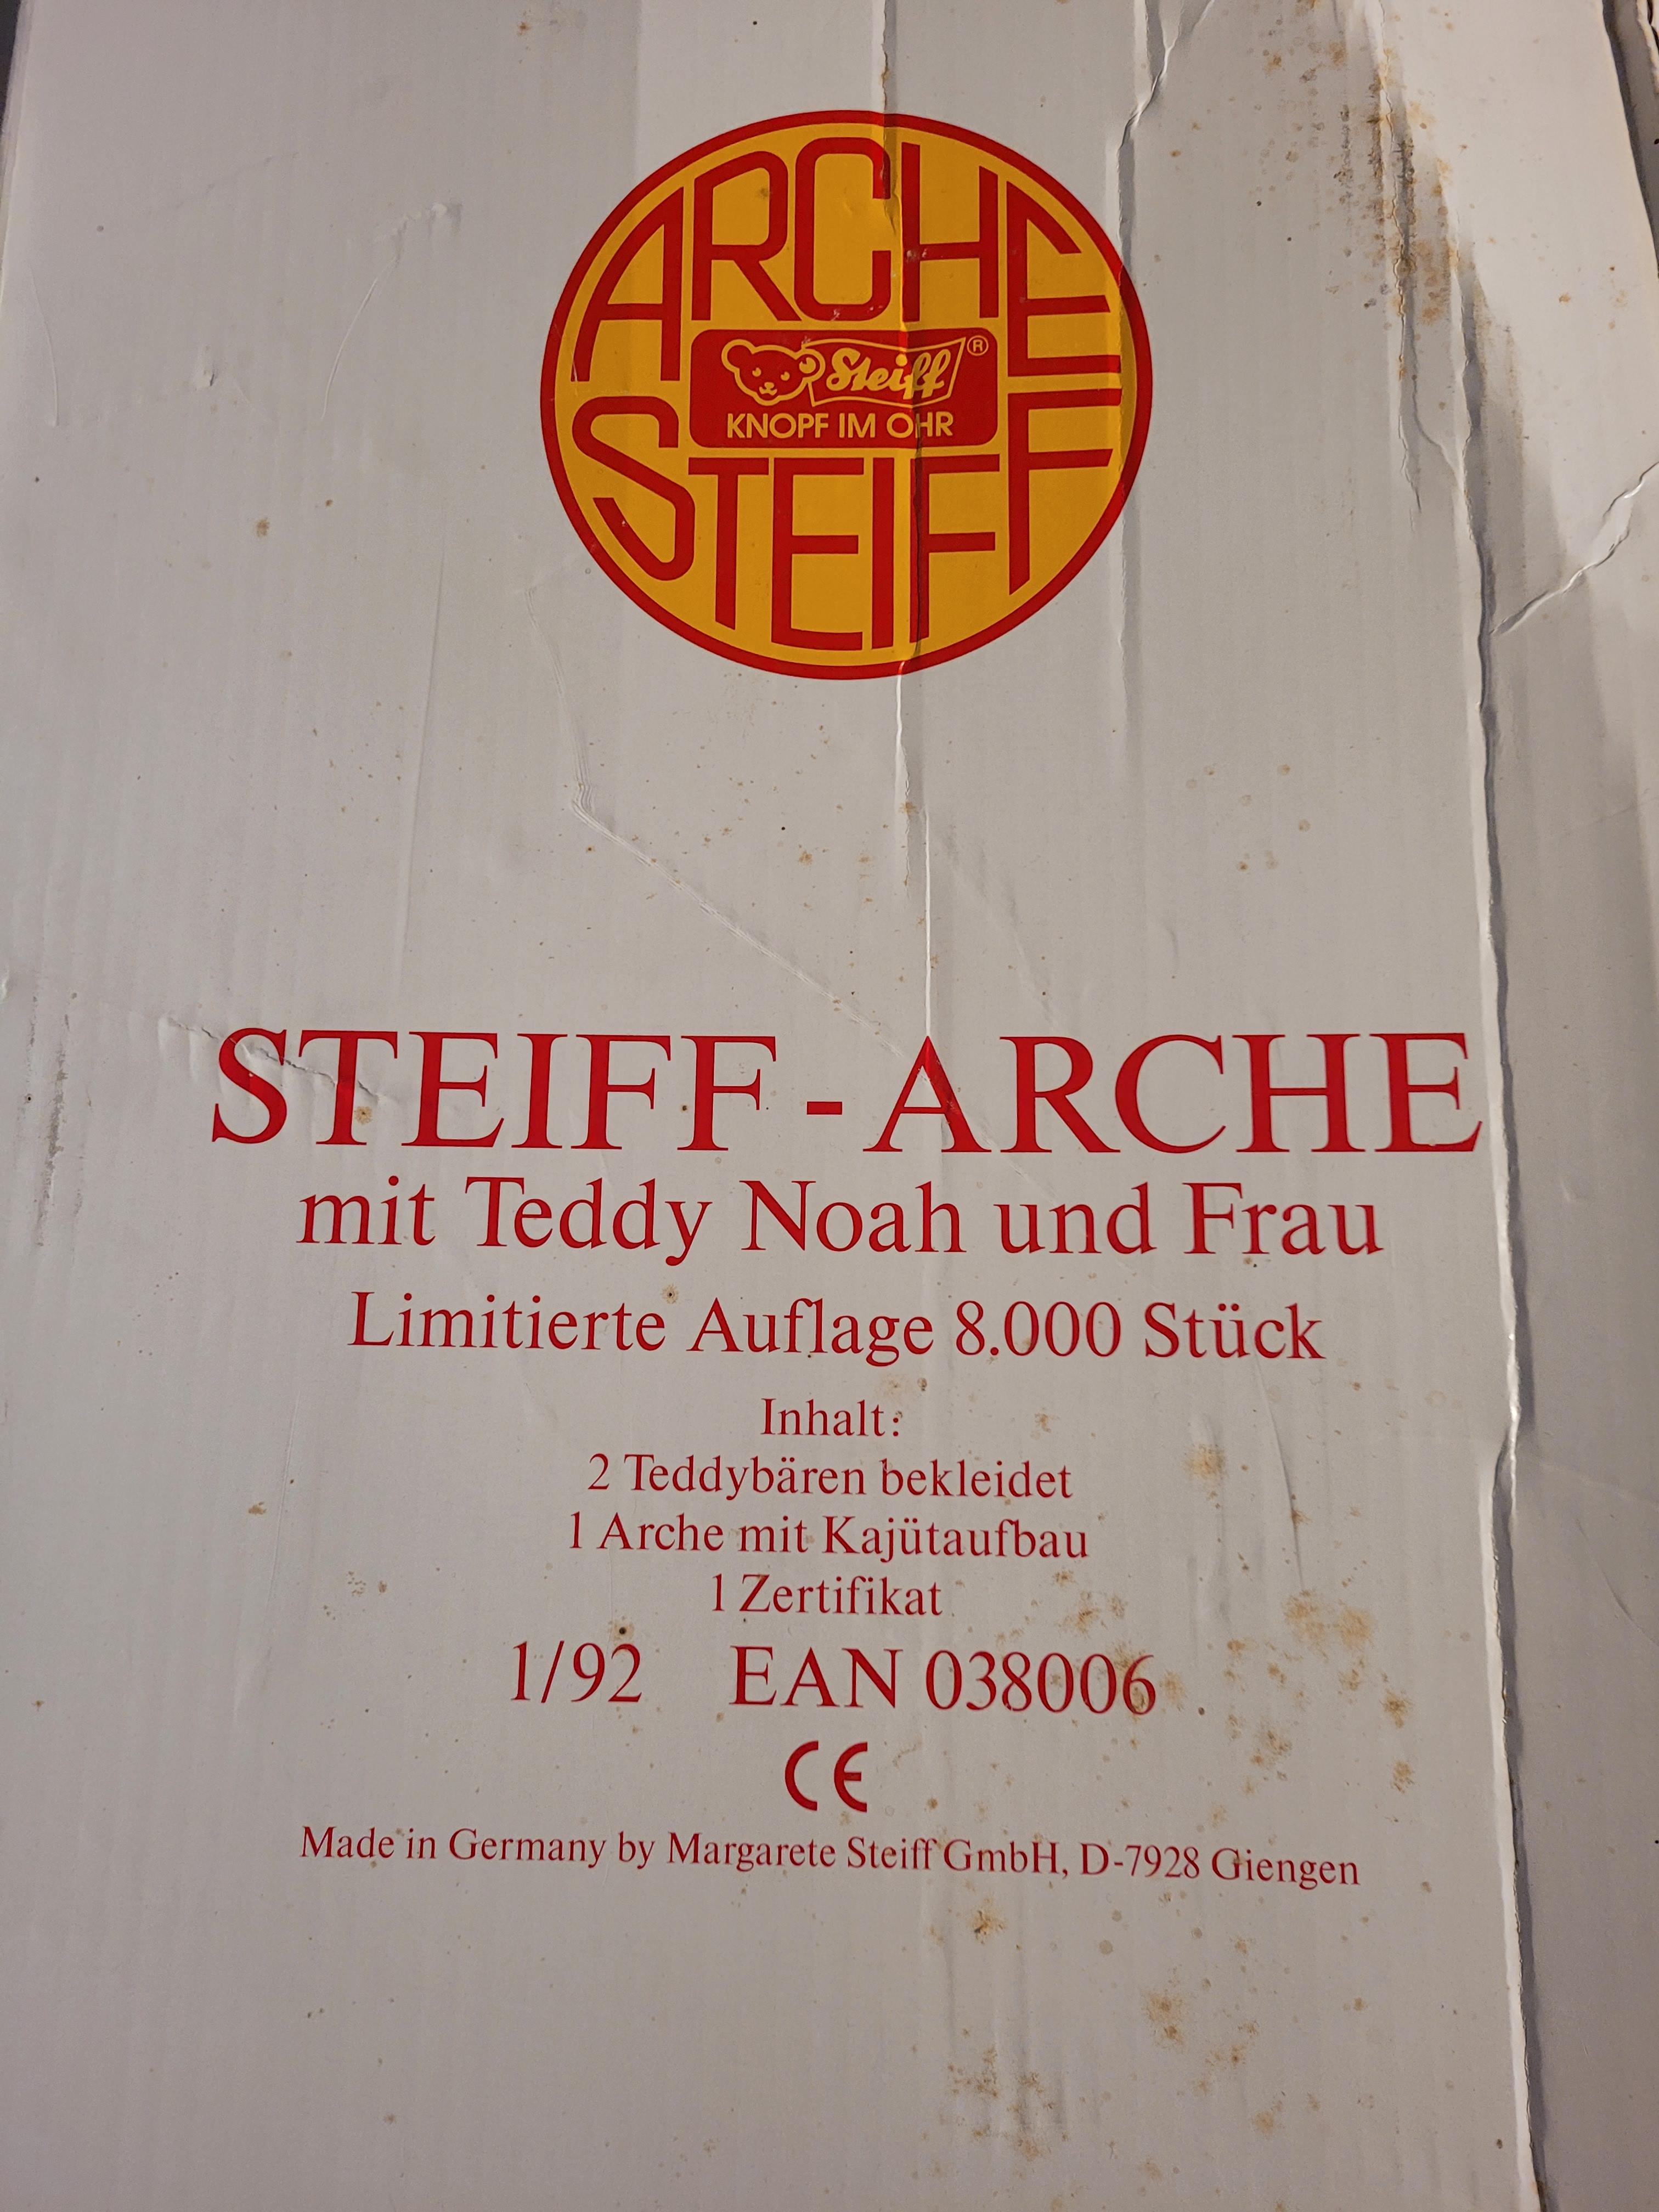 ARCHE
Steiff ®
KNOPF IM OHR
STEIFF
STEIFF - ARCHE
mit Teddy Noah und Frau
Limitierte Auflage 8.000 Stück
Inhalt:
2 Teddybären bekleidet
1 Arche mit Kajütaufbau
1 Zertifikat
1/92 EAN 038006
CE
Made in Germany by Margarete Steiff GmbH, D-7928 Giengen